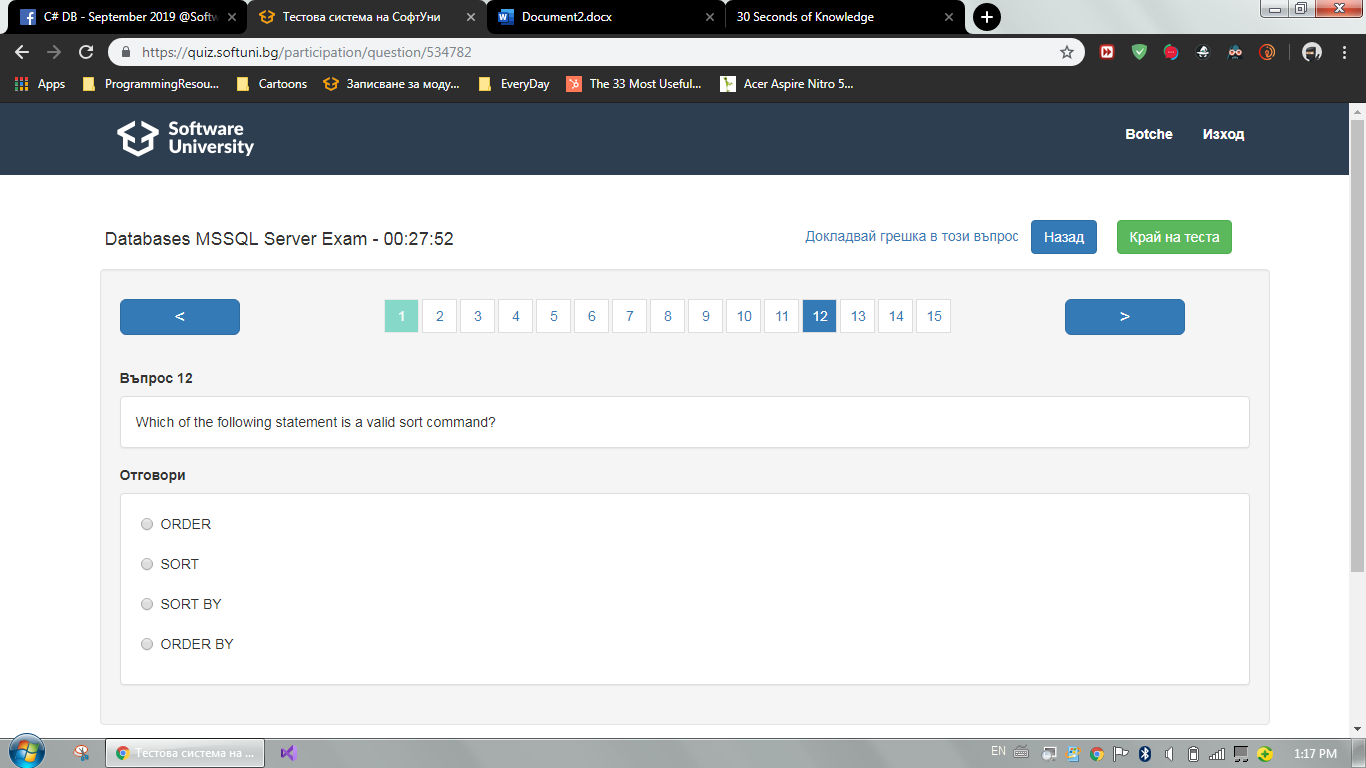 C# DB - September 2019 @Softw
Тестова система на СофтУни
Document2.docx
30 Seconds of Knowledge
https://quiz.softuni.bg/participation/question/534782
Apps
ProgrammingResou...
Cartoons
Записване за моду...
EveryDay
The 33 Most Useful...
Acer Aspire Nitro 5...
Software
University
Botche
Изход
Databases MSSQL Server Exam - 00:27:52
Докладвай грешка в този въпрос
Назад
Край на теста
<
1 2 3 4 5 6 7 8 9 10 11 12 13 14 15
>
Въпрос 12
Which of the following statement is a valid sort command?
Отговори
ORDER
SORT
SORT BY
ORDER BY
Тестова система на ...
EN
1:17 PM